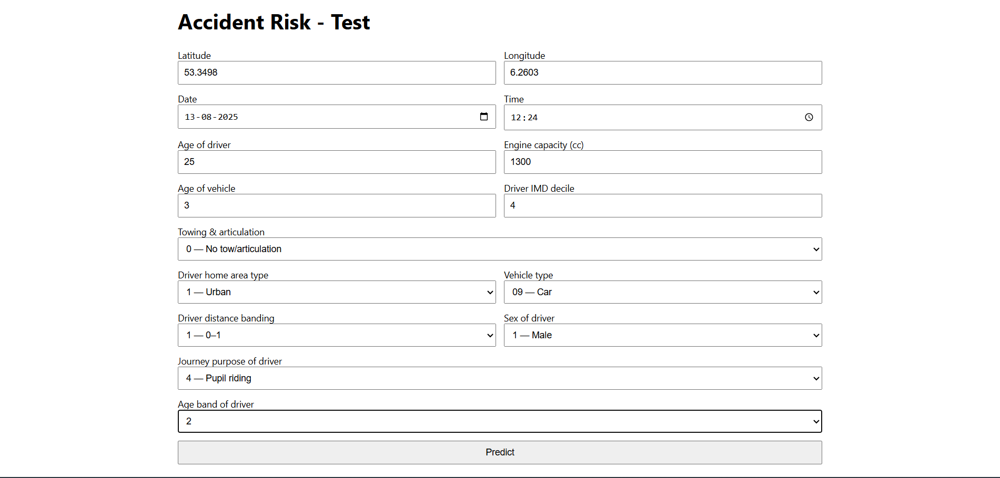 Accident Risk - Test
Latitude
53.3498
Longitude
6.2603
Date
13-08-2025
Time
12:24
Age of driver
25
Engine capacity (cc)
1300
Age of vehicle
3
Driver IMD decile
4
Towing & articulation
0 — No tow/articulation
Driver home area type
1 — Urban
Vehicle type
09 — Car
Driver distance banding
1 — 0–1
Sex of driver
1 — Male
Journey purpose of driver
4 — Pupil riding
Age band of driver
2
Predict